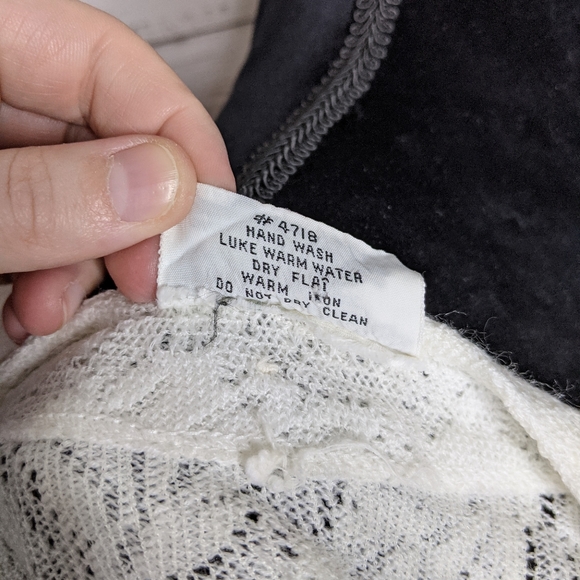 # 4718
HAND WASH
LUKE WARM WATER
DRY FLAT
WARM IRON
DO NOT DRY CLEAN